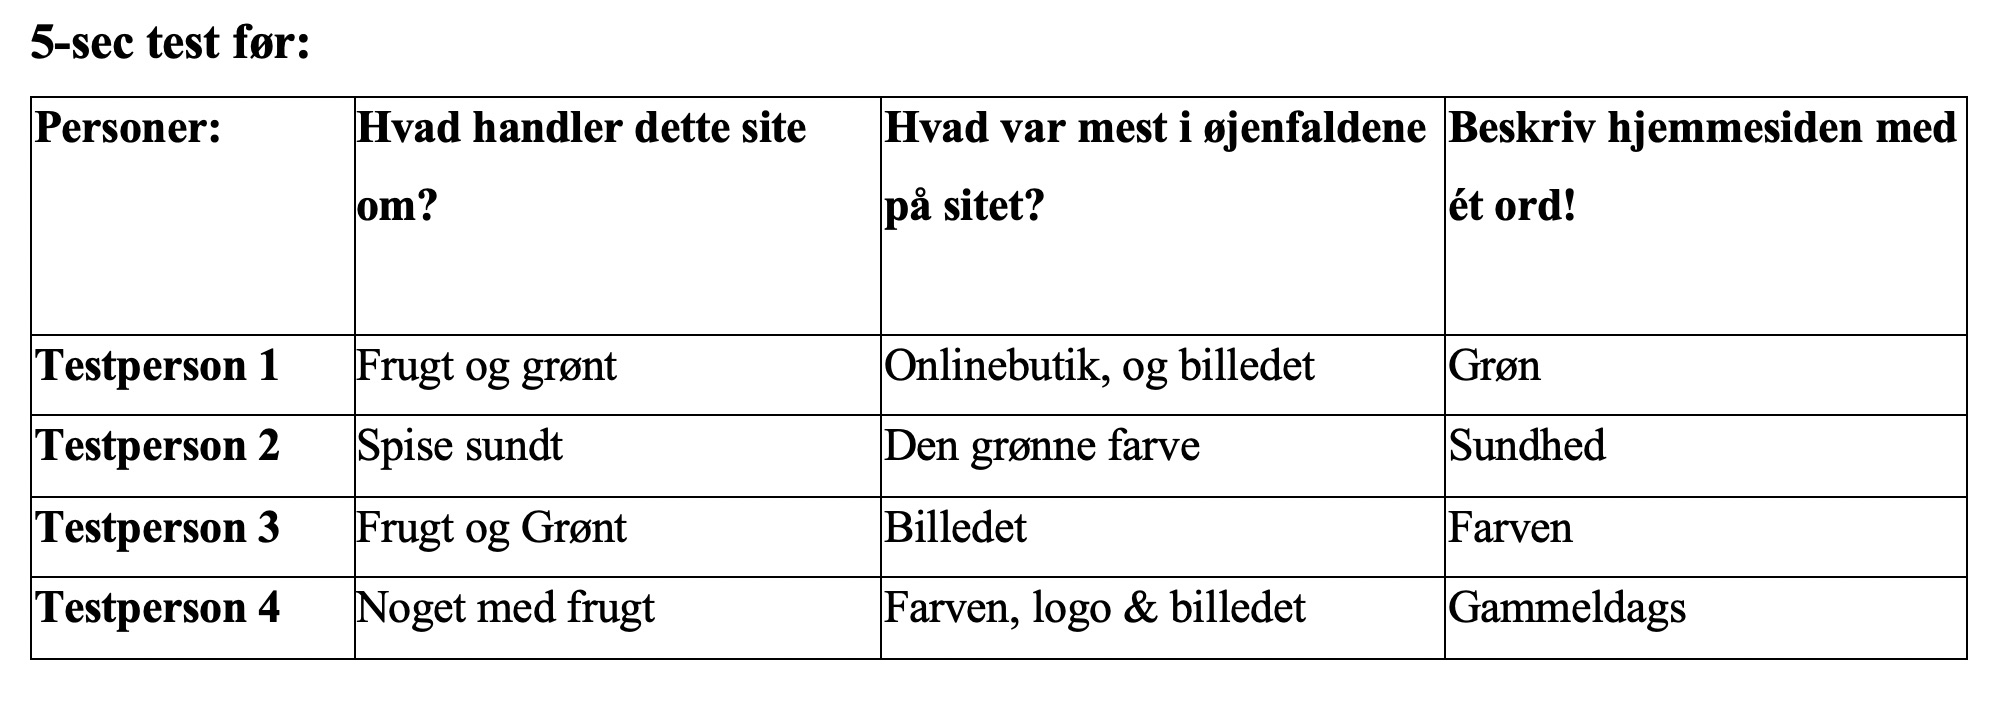 5-sec test før:
Personer: Hvad handler dette site om? Hvad var mest i øjenfaldene på sitet? Beskriv hjemmesiden med ét ord!
Testperson 1 Frugt og grønt Onlinebutik, og billedet Grøn
Testperson 2 Spise sundt Den grønne farve Sundhed
Testperson 3 Frugt og Grønt Billedet Farven
Testperson 4 Noget med frugt Farven, logo & billedet Gammeldags